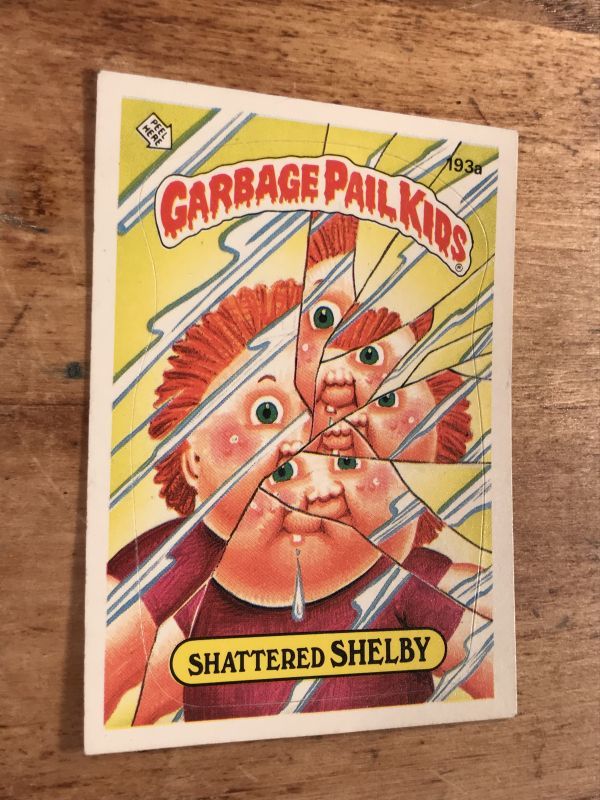 PEEL HERE
193a
GARBAGE PAIL KIDS
®
SHATTERED SHELBY